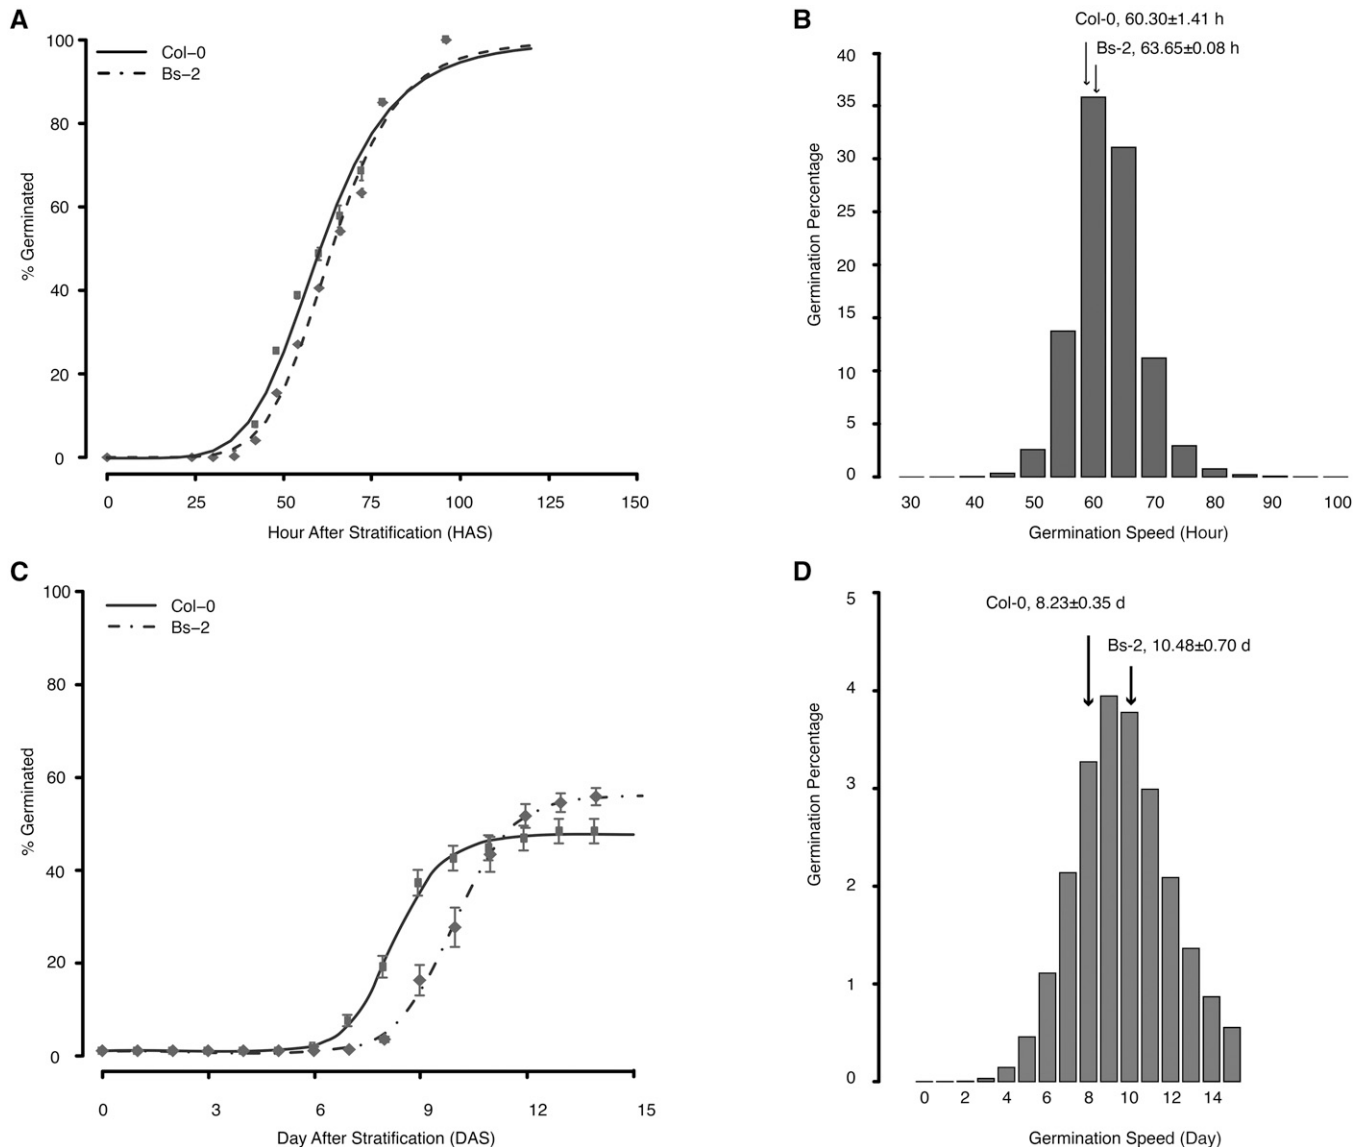 A
100
80
60
40
20
0
% Germinated
Col–0
Bs–2
0 25 50 75 100 125 150
Hour After Stratification (HAS)
B
Col-0, 60.30±1.41 h
Bs-2, 63.65±0.08 h
40
35
30
25
20
15
10
5
0
Germination Percentage
30 40 50 60 70 80 90 100
Germination Speed (Hour)
C
100
80
60
40
20
0
% Germinated
Col–0
Bs–2
0 3 6 9 12 15
Day After Stratification (DAS)
D
Col-0, 8.23±0.35 d
Bs-2, 10.48±0.70 d
5
4
3
2
1
0
Germination Percentage
0 2 4 6 8 10 12 14
Germination Speed (Day)